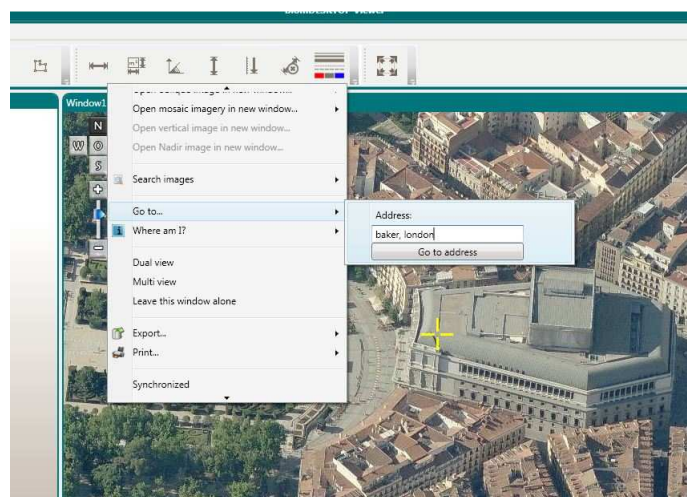 Viewer
Window1
N
W
S
Open mosaic imagery in new window...
Open vertical image in new window...
Open Nadir image in new window...
Search images
Go to...
Where am I?
Address:
baker, london
Go to address
Dual view
Multi view
Leave this window alone
Export...
Print...
Synchronized